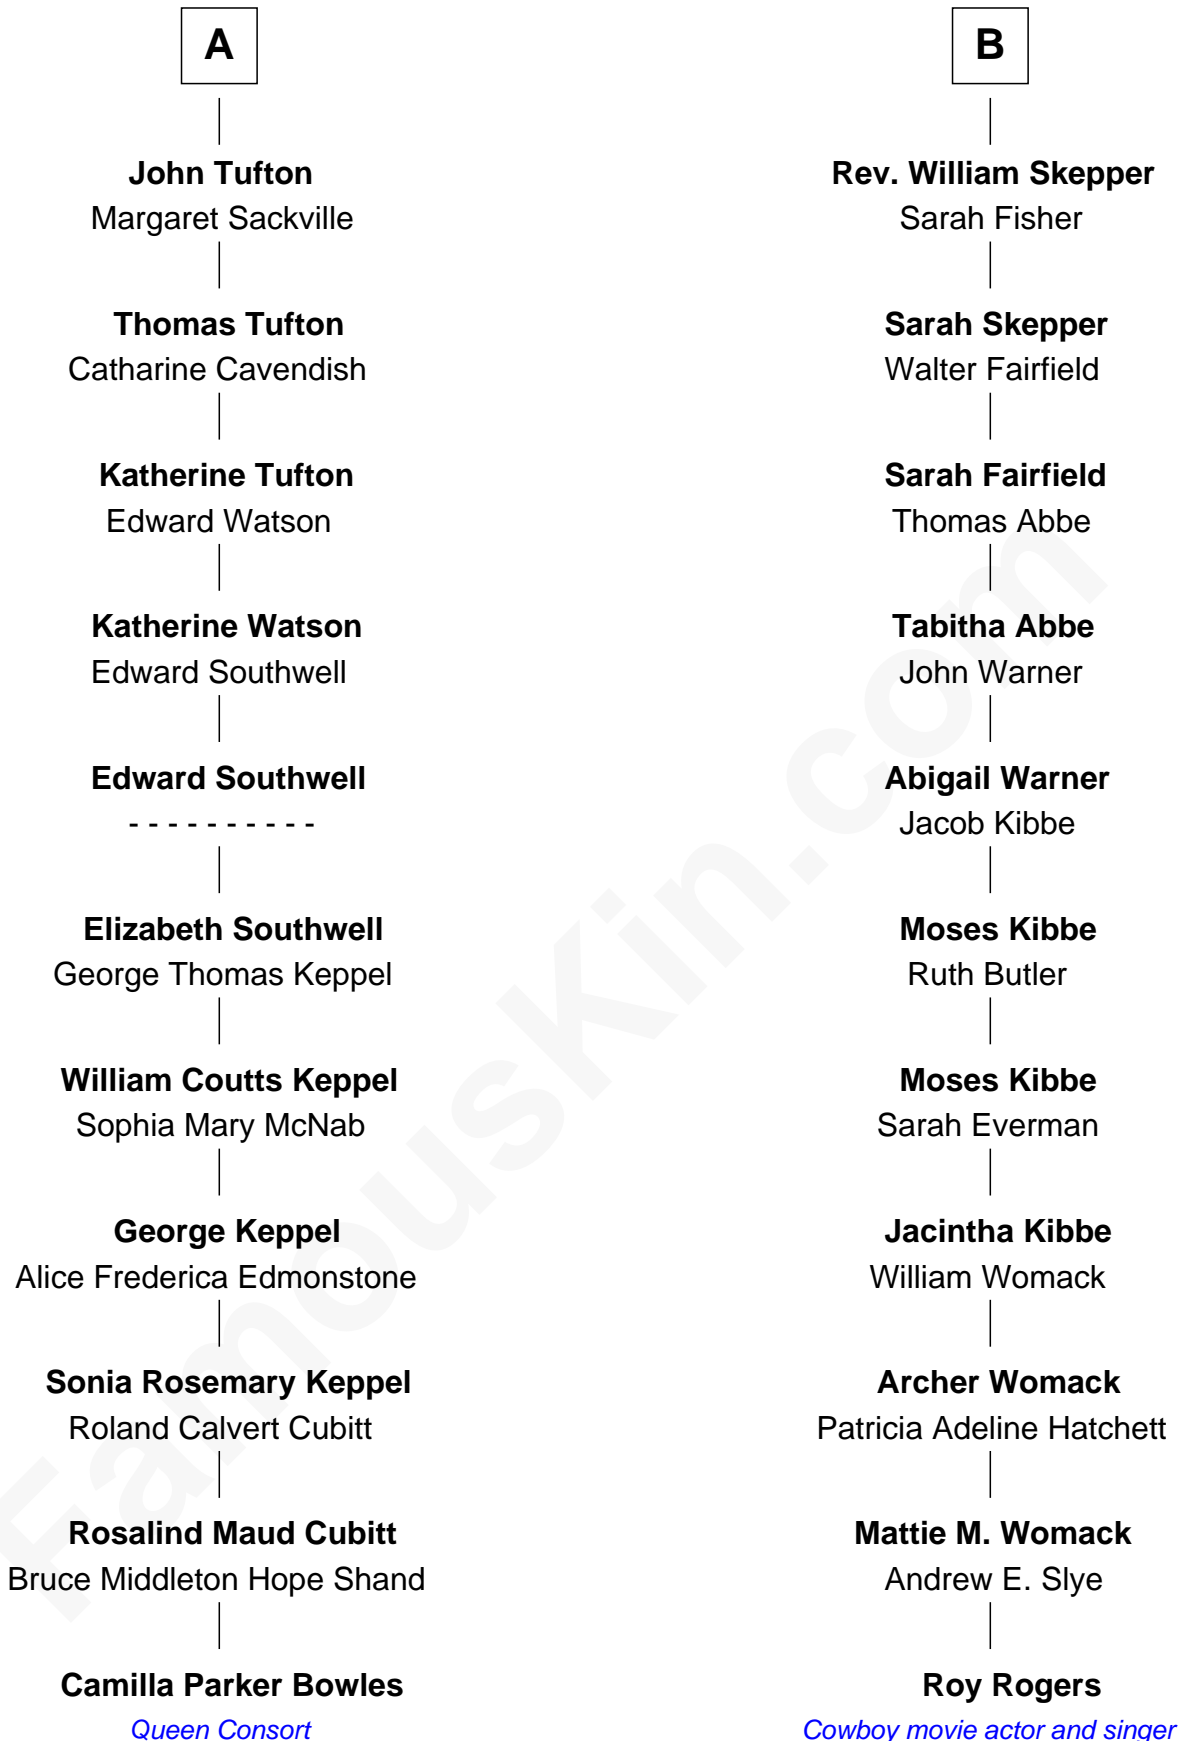 A
John Tufton
Margaret Sackville
Thomas Tufton
Catharine Cavendish
Katherine Tufton
Edward Watson
Katherine Watson
Edward Southwell
Edward Southwell
- - - - - - - - - -
Elizabeth Southwell
George Thomas Keppel
William Coutts Keppel
Sophia Mary McNab
George Keppel
Alice Frederica Edmonstone
Sonia Rosemary Keppel
Roland Calvert Cubitt
Rosalind Maud Cubitt
Bruce Middleton Hope Shand
Camilla Parker Bowles
Queen Consort
B
Rev. William Skepper
Sarah Fisher
Sarah Skepper
Walter Fairfield
Sarah Fairfield
Thomas Abbe
Tabitha Abbe
John Warner
Abigail Warner
Jacob Kibbe
Moses Kibbe
Ruth Butler
Moses Kibbe
Sarah Everman
Jacintha Kibbe
William Womack
Archer Womack
Patricia Adeline Hatchett
Mattie M. Womack
Andrew E. Slye
Roy Rogers
Cowboy movie actor and singer
FamousKin.com